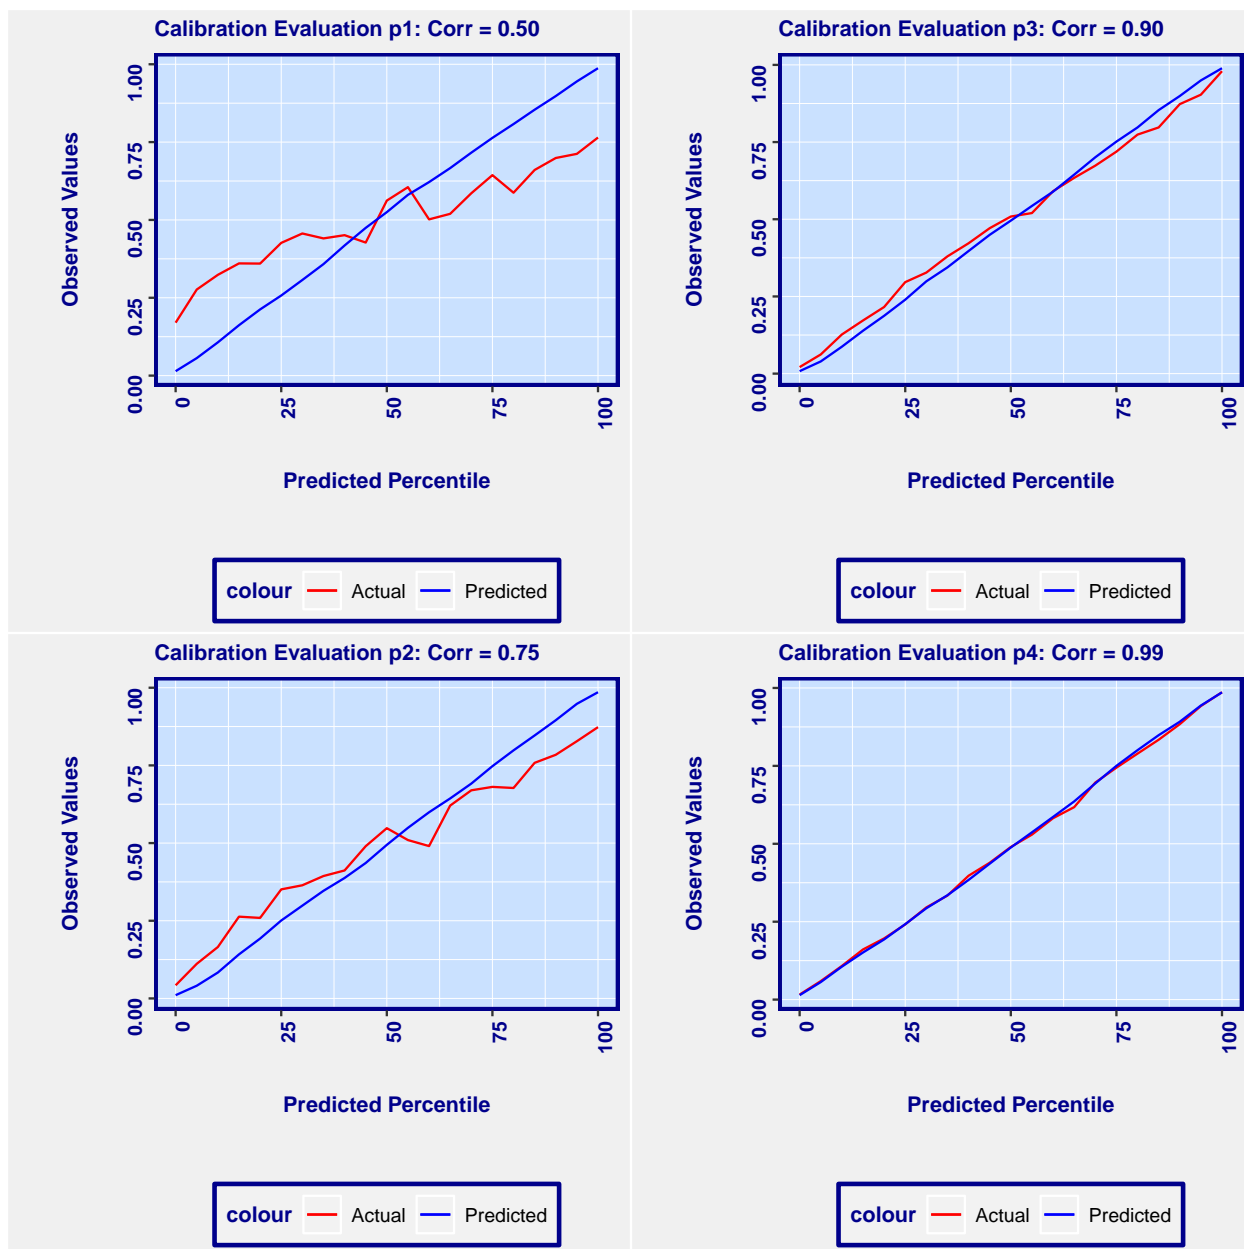 Calibration Evaluation p1: Corr = 0.50
Observed Values
1.00
0.75
0.50
0.25
0.00
0
25
50
75
100
Predicted Percentile
colour Actual Predicted
Calibration Evaluation p3: Corr = 0.90
Observed Values
1.00
0.75
0.50
0.25
0.00
0
25
50
75
100
Predicted Percentile
colour Actual Predicted
Calibration Evaluation p2: Corr = 0.75
Observed Values
1.00
0.75
0.50
0.25
0.00
0
25
50
75
100
Predicted Percentile
colour Actual Predicted
Calibration Evaluation p4: Corr = 0.99
Observed Values
1.00
0.75
0.50
0.25
0.00
0
25
50
75
100
Predicted Percentile
colour Actual Predicted